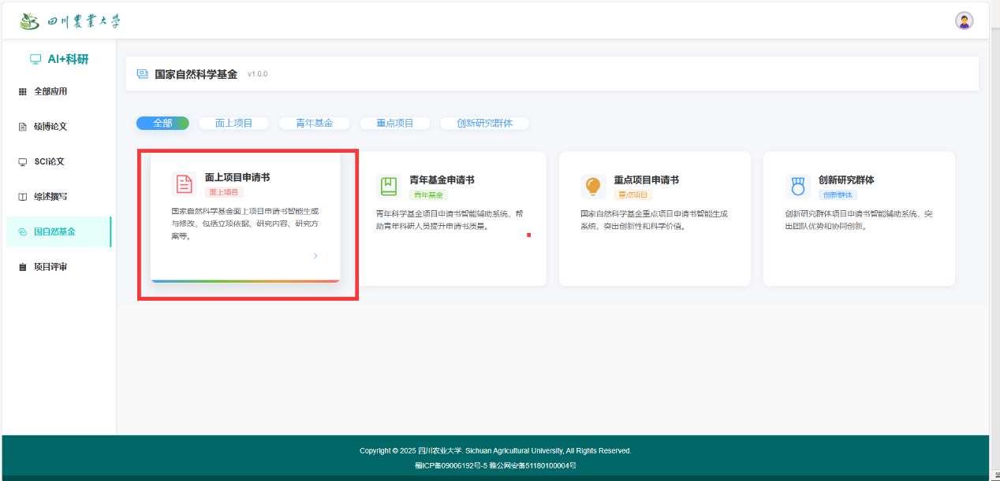 四川農業大学
AI+科研
全部应用
硕博论文
SCI论文
综述撰写
国自然基金
项目评审
国家自然科学基金 v1.0.0
全部 面上项目 青年基金 重点项目 创新研究群体
面上项目申请书
面上项目
国家自然科学基金面上项目申请书智能生成
与修改，包括立项依据、研究内容、研究方
案等。
青年基金申请书
青年基金
青年科学基金项目申请书智能辅助系统，帮
助青年科研人员提升申请书质量。
重点项目申请书
重点项目
国家自然科学基金重点项目申请书智能生成
系统，突出创新性和科学价值。
创新研究群体
创新群体
创新研究群体项目申请书智能辅助系统，突
出团队优势和协同创新。
Copyright © 2025 四川农业大学. Sichuan Agricultural University, All Rights Reserved.
蜀ICP备09006192号-5 雅公网安备51180100004号